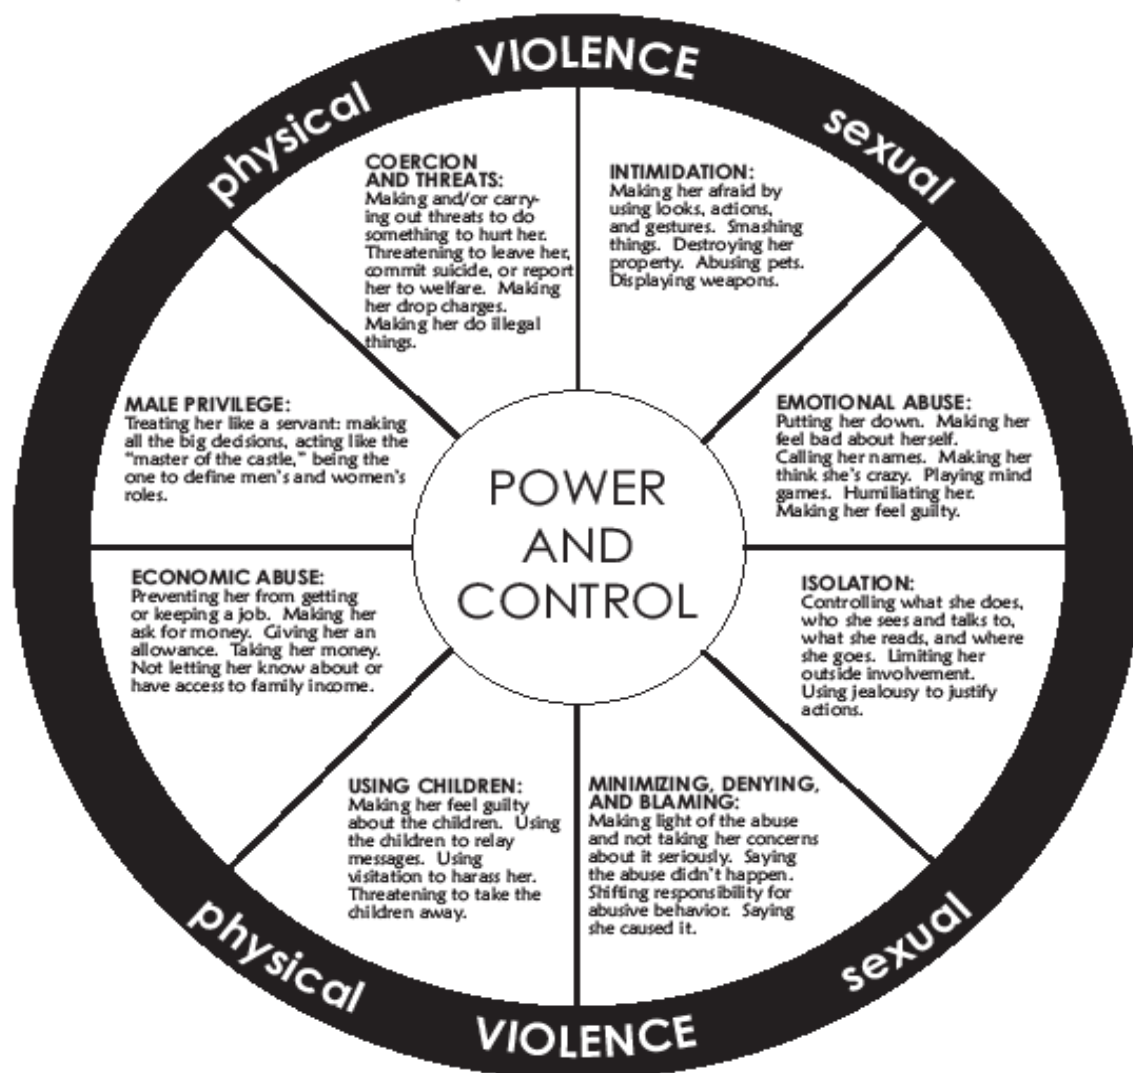 VIOLENCE
physical
sexual
COERCION
AND THREATS:
Making and/or carry-
ing out threats to do
something to hurt her.
Threatening to leave her,
commit suicide, or report
her to welfare. Making
her drop charges.
Making her do illegal
things.
INTIMIDATION:
Making her afraid by
using looks, actions,
and gestures. Smashing
things. Destroying her
property. Abusing pets.
Displaying weapons.
MALE PRIVILEGE:
Treating her like a servant: making
all the big decisions, acting like the
"master of the castle," being the
one to define men's and women's
roles.
EMOTIONAL ABUSE:
Putting her down. Making her
feel bad about herself.
Calling her names. Making her
think she's crazy. Playing mind
games. Humiliating her.
Making her feel guilty.
POWER
AND
CONTROL
ECONOMIC ABUSE:
Preventing her from getting
or keeping a job. Making her
ask for money. Giving her an
allowance. Taking her money.
Not letting her know about or
have access to family income.
ISOLATION:
Controlling what she does,
who she sees and talks to,
what she reads, and where
she goes. Limiting her
outside involvement.
Using jealousy to justify
actions.
USING CHILDREN:
Making her feel guilty
about the children. Using
the children to relay
messages. Using
visitation to harass her.
Threatening to take the
children away.
MINIMIZING, DENYING,
AND BLAMING:
Making light of the abuse
and not taking her concerns
about it seriously. Saying
the abuse didn't happen.
Shifting responsibility for
abusive behavior. Saying
she caused it.
physical
sexual
VIOLENCE